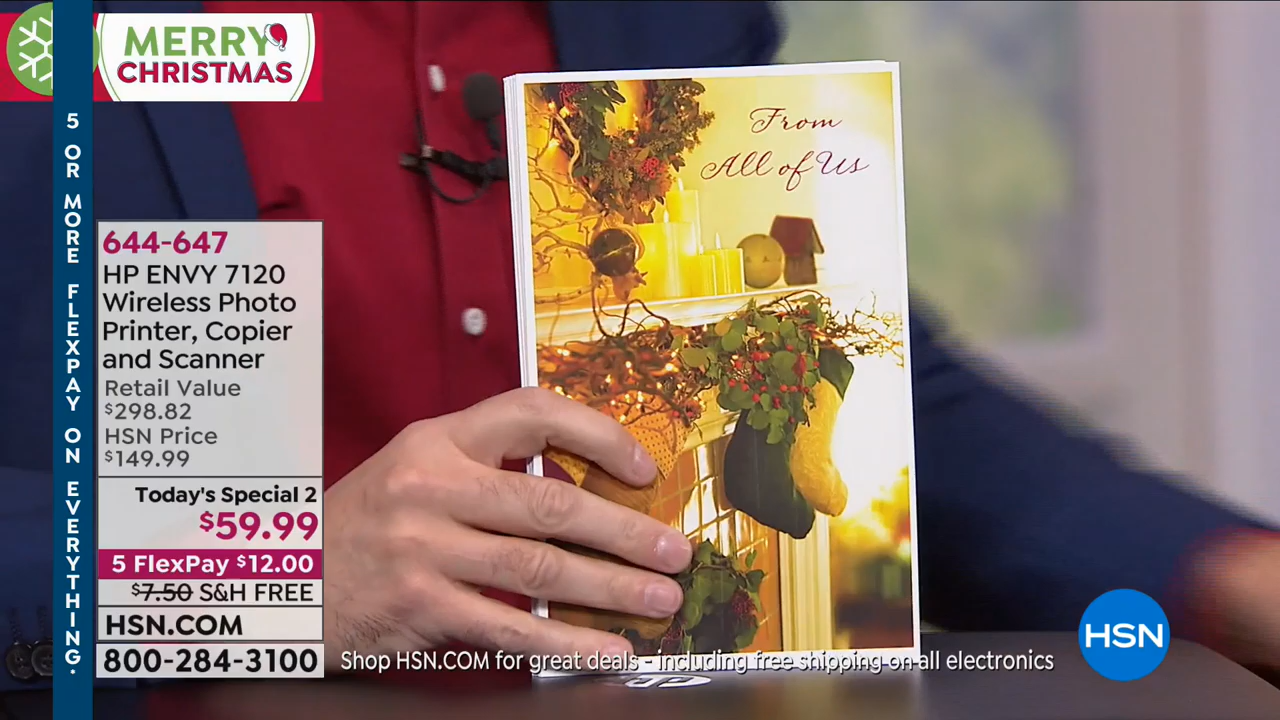 MERRY
CHRISTMAS
5 OR MORE FLEXPAY ON EVERYTHING.
From
All of Us
644-647
HP ENVY 7120
Wireless Photo
Printer, Copier
and Scanner
Retail Value
$298.82
HSN Price
$149.99
Today's Special 2
$59.99
5 FlexPay $12.00
$7.50 S&H FREE
HSN.COM
800-284-3100
Shop HSN.COM for great deals - including free shipping on all electronics
HSN